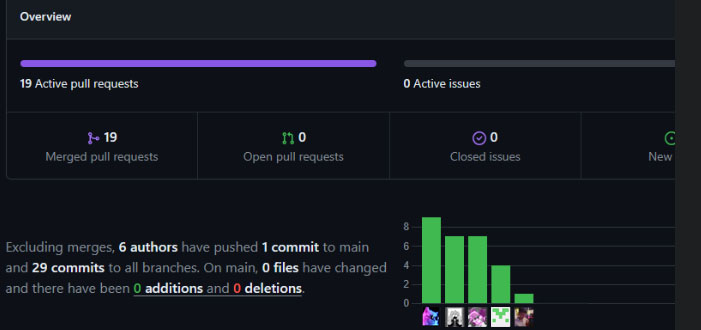 Overview
19 Active pull requests
0 Active issues
19
Merged pull requests
0
Open pull requests
0
Closed issues
New
Excluding merges, 6 authors have pushed 1 commit to main
and 29 commits to all branches. On main, 0 files have changed
and there have been 0 additions and 0 deletions.
8
6
4
2
0